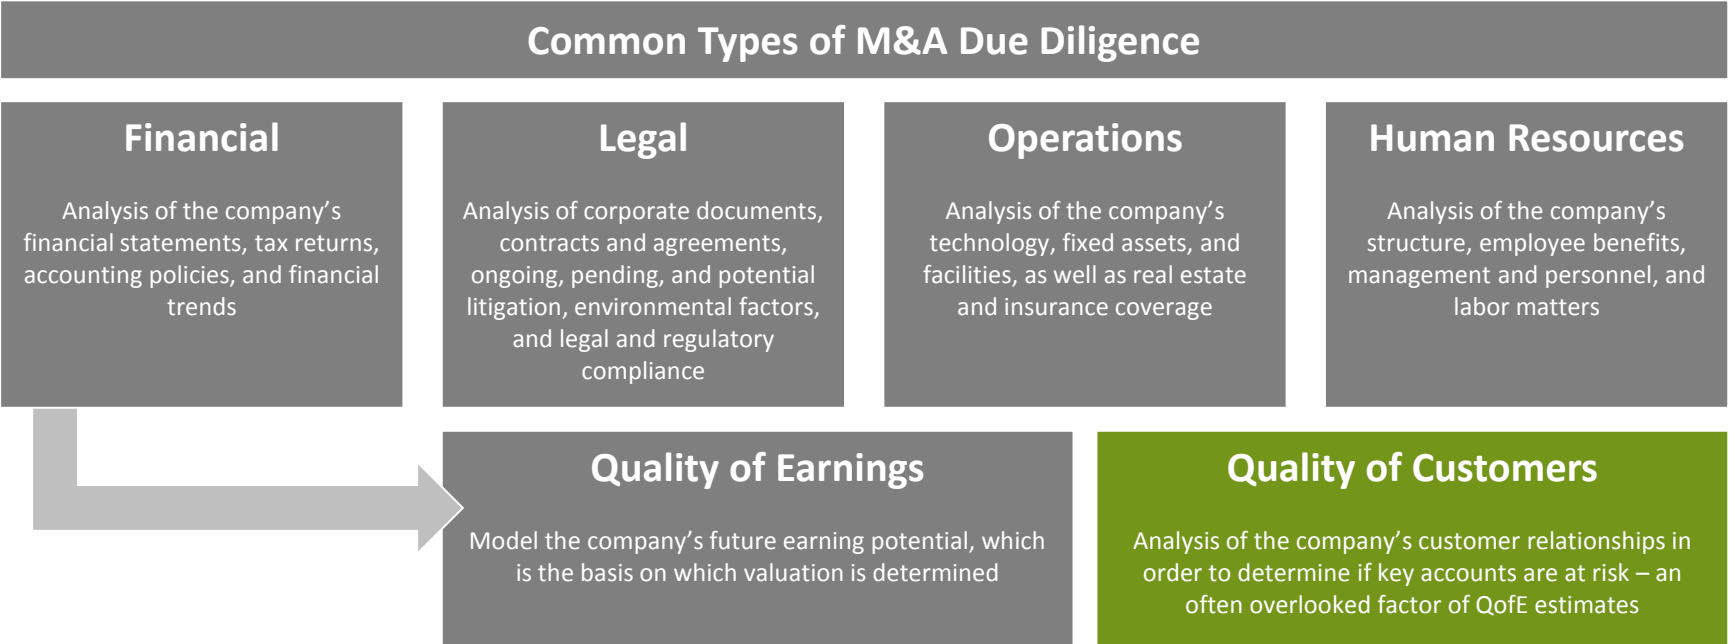 Common Types of M&A Due Diligence
Financial
Analysis of the company’s
financial statements, tax returns,
accounting policies, and financial
trends
Legal
Analysis of corporate documents,
contracts and agreements,
ongoing, pending, and potential
litigation, environmental factors,
and legal and regulatory
compliance
Operations
Analysis of the company’s
technology, fixed assets, and
facilities, as well as real estate
and insurance coverage
Human Resources
Analysis of the company’s
structure, employee benefits,
management and personnel, and
labor matters
Quality of Earnings
Model the company’s future earning potential, which
is the basis on which valuation is determined
Quality of Customers
Analysis of the company’s customer relationships in
order to determine if key accounts are at risk – an
often overlooked factor of QofE estimates